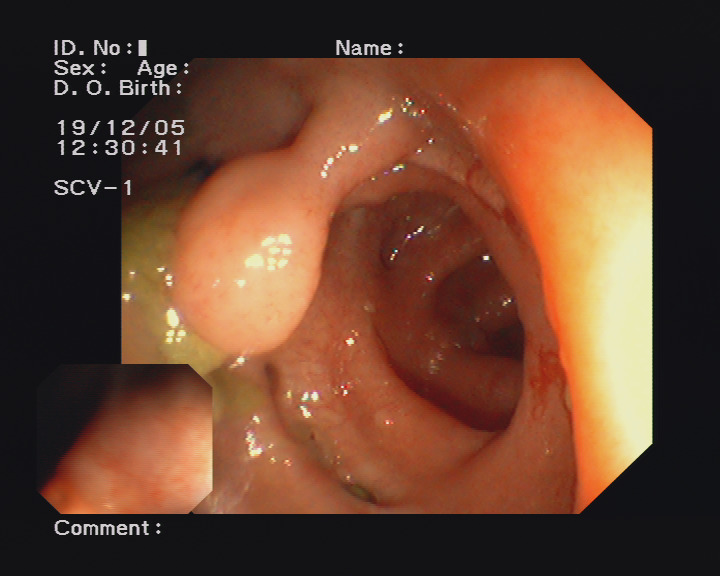 ID. No: Name:
Sex: Age:
D. O. Birth:
19/12/05
12:30:41
SCV-1
Comment: